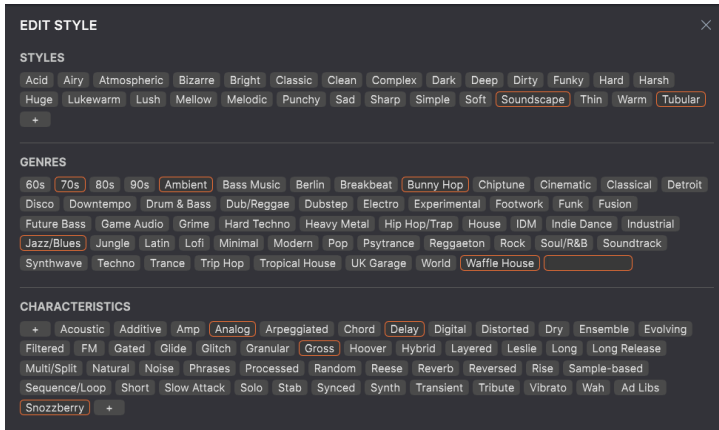 EDIT STYLE ×
STYLES
Acid Airy Atmospheric Bizarre Bright Classic Clean Complex Dark Deep Dirty Funky Hard Harsh
Huge Lukewarm Lush Mellow Melodic Punchy Sad Sharp Simple Soft Soundscape Thin Warm Tubular
+
GENRES
60s 70s 80s 90s Ambient Bass Music Berlin Breakbeat Bunny Hop Chiptune Cinematic Classical Detroit
Disco Downtempo Drum & Bass Dub/Reggae Dubstep Electro Experimental Footwork Funk Fusion
Future Bass Game Audio Grime Hard Techno Heavy Metal Hip Hop/Trap House IDM Indie Dance Industrial
Jazz/Blues Jungle Latin Lofi Minimal Modern Pop Psytrance Reggaeton Rock Soul/R&B Soundtrack
Synthwave Techno Trance Trip Hop Tropical House UK Garage World Waffle House
CHARACTERISTICS
+ Acoustic Additive Amp Analog Arpeggiated Chord Delay Digital Distorted Dry Ensemble Evolving
Filtered FM Gated Glide Glitch Granular Gross Hoover Hybrid Layered Leslie Long Long Release
Multi/Split Natural Noise Phrases Processed Random Reese Reverb Reversed Rise Sample-based
Sequence/Loop Short Slow Attack Solo Stab Synced Synth Transient Tribute Vibrato Wah Ad Libs
Snozzberry +